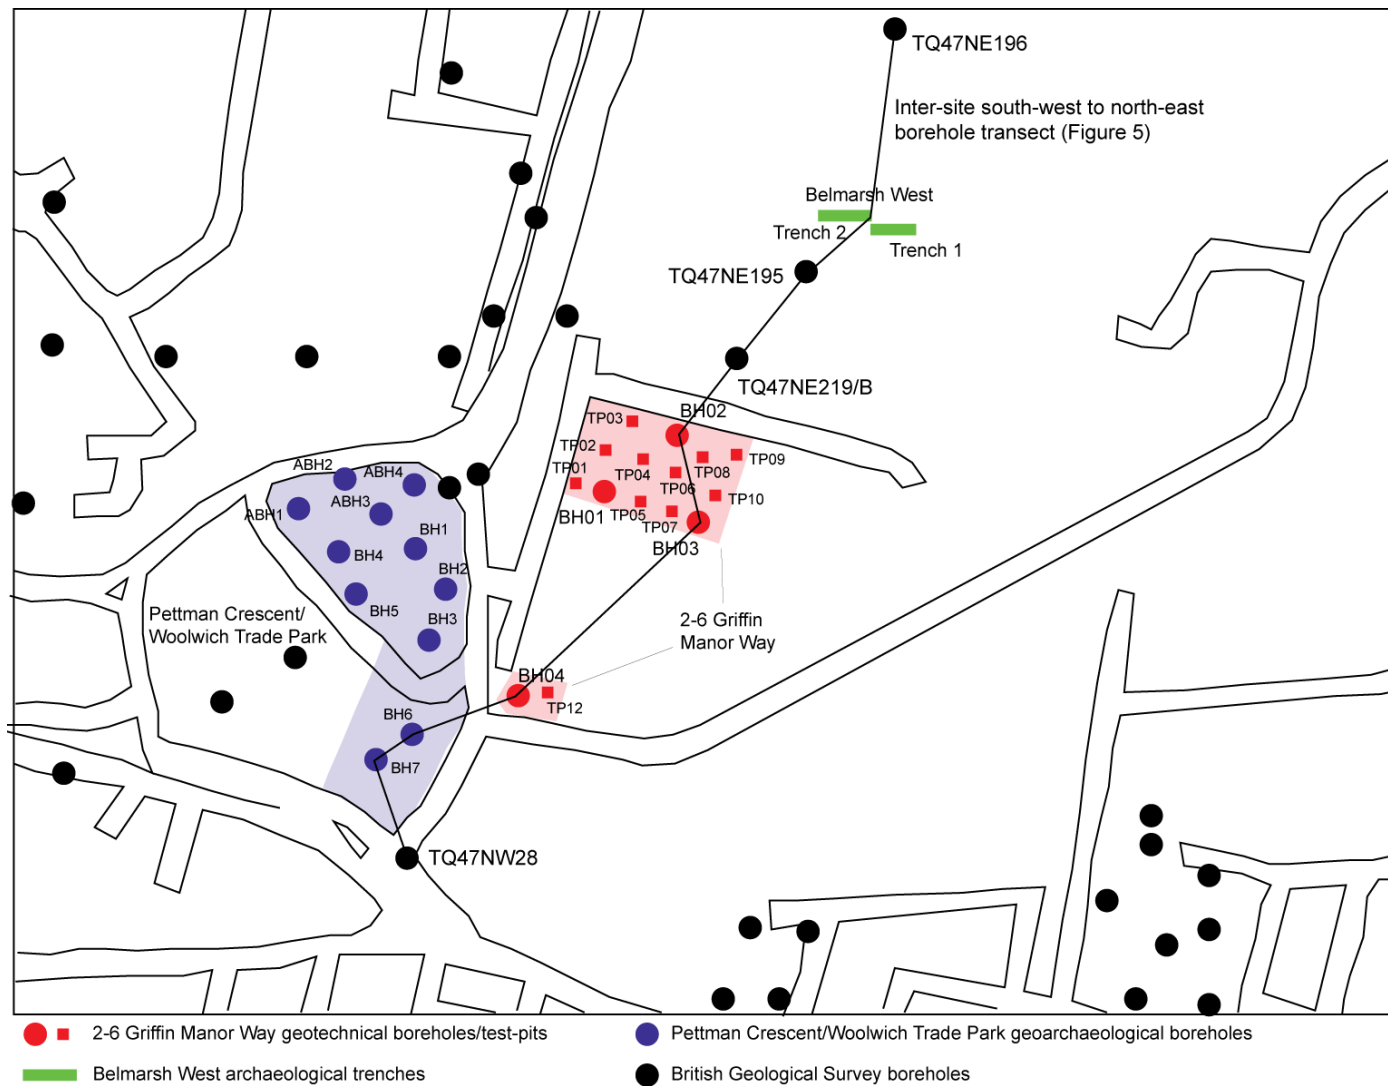 TQ47NE196
Inter-site south-west to north-east
borehole transect (Figure 5)
Belmarsh West
Trench 2
Trench 1
TQ47NE195
TQ47NE219/B
TP03
BH02
TP02
TP09
TP01
TP04
TP08
TP06
TP10
BH01
TP05
TP07
BH03
ABH2
ABH4
ABH3
ABH1
BH1
BH4
BH2
BH5
BH3
Pettman Crescent/
Woolwich Trade Park
2-6 Griffin
Manor Way
BH04
TP12
BH6
BH7
TQ47NW28
2-6 Griffin Manor Way geotechnical boreholes/test-pits
Pettman Crescent/Woolwich Trade Park geoarchaeological boreholes
Belmarsh West archaeological trenches
British Geological Survey boreholes